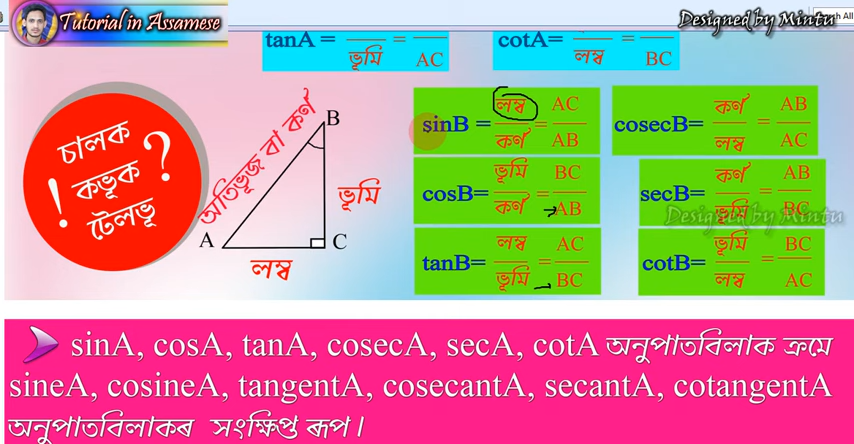 Tutorial in Assamese
Designed by Mintu
ch All
tanA = ভূমি = AC
cotA= লম্ব = BC
চালক
কভূক
টেলভূ
! ?
অতিভূজ বা কৰ্ণ
B
ভূমি
A
C
লম্ব
sinB = লম্ব/কৰ্ণ = AC/AB
cosecB= কৰ্ণ/লম্ব = AB/AC
cosB= ভূমি/কৰ্ণ = BC/AB
secB= কৰ্ণ/ভূমি = AB/BC
Designed by Mintu
tanB= লম্ব/ভূমি = AC/BC
cotB= ভূমি/লম্ব = BC/AC
sinA, cosA, tanA, cosecA, secA, cotA অনুপাতবিলাক ক্ৰমে
sineA, cosineA, tangentA, cosecantA, secantA, cotangentA
অনুপাতবিলাকৰ সংক্ষিপ্ত ৰূপ।